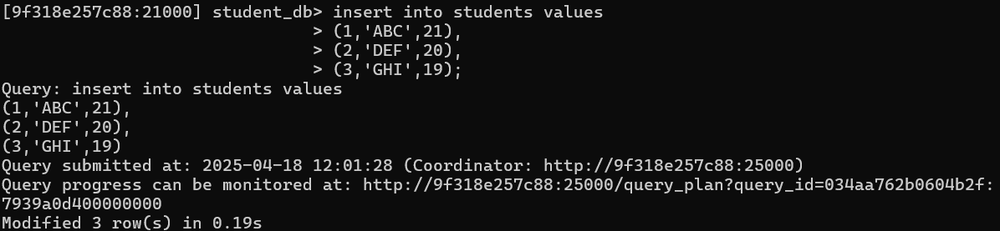 [9f318e257c88:21000] student_db> insert into students values
> (1,'ABC',21),
> (2,'DEF',20),
> (3,'GHI',19);
Query: insert into students values
(1,'ABC',21),
(2,'DEF',20),
(3,'GHI',19)
Query submitted at: 2025-04-18 12:01:28 (Coordinator: http://9f318e257c88:25000)
Query progress can be monitored at: http://9f318e257c88:25000/query_plan?query_id=034aa762b0604b2f:
7939a0d400000000
Modified 3 row(s) in 0.19s